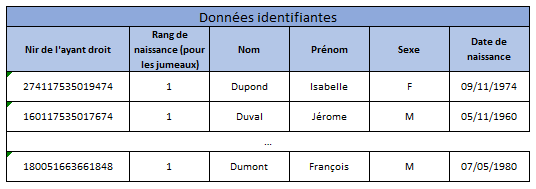 Données identifiantes
Nir de l'ayant droit Rang de naissance (pour les jumeaux) Nom Prénom Sexe Date de naissance
274117535019474 1 Dupond Isabelle F 09/11/1974
160117535017674 1 Duval Jérome M 05/11/1960
...
180051663661848 1 Dumont François M 07/05/1980